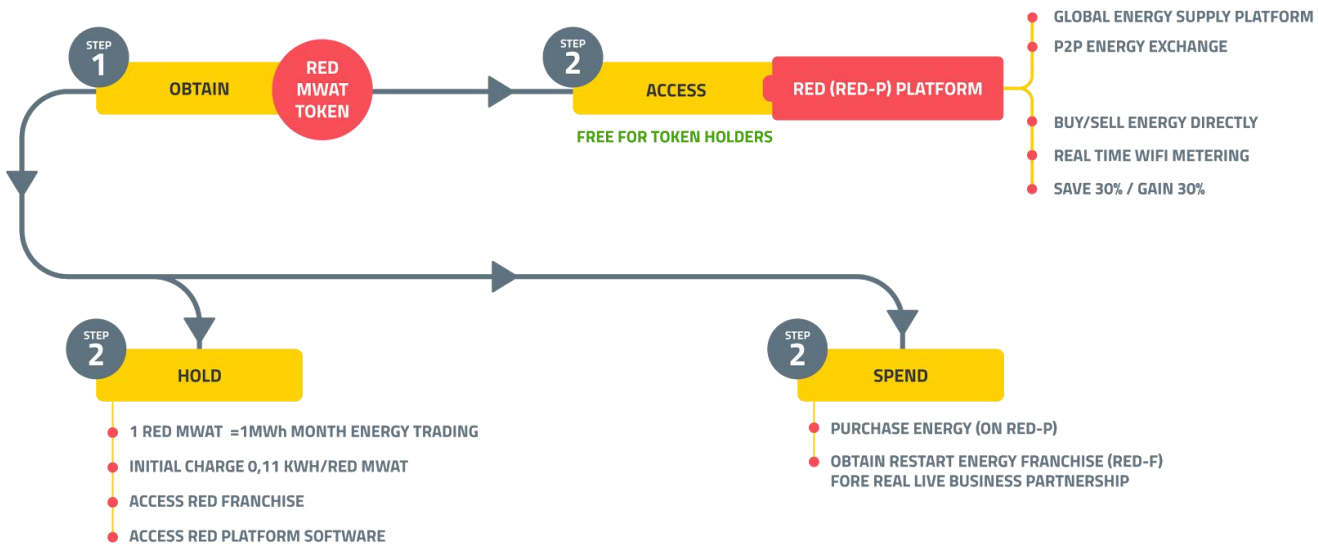 STEP
1
OBTAIN
RED
MWAT
TOKEN
STEP
2
ACCESS
RED (RED-P) PLATFORM
FREE FOR TOKEN HOLDERS
GLOBAL ENERGY SUPPLY PLATFORM
P2P ENERGY EXCHANGE
BUY/SELL ENERGY DIRECTLY
REAL TIME WIFI METERING
SAVE 30% / GAIN 30%
STEP
2
HOLD
1 RED MWAT =1MWh MONTH ENERGY TRADING
INITIAL CHARGE 0,11 KWH/RED MWAT
ACCESS RED FRANCHISE
ACCESS RED PLATFORM SOFTWARE
STEP
2
SPEND
PURCHASE ENERGY (ON RED-P)
OBTAIN RESTART ENERGY FRANCHISE (RED-F)
FORE REAL LIVE BUSINESS PARTNERSHIP